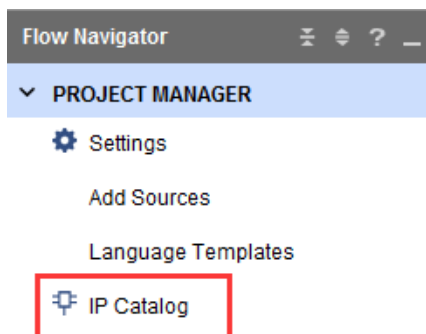 Flow Navigator ?
PROJECT MANAGER
Settings
Add Sources
Language Templates
IP Catalog